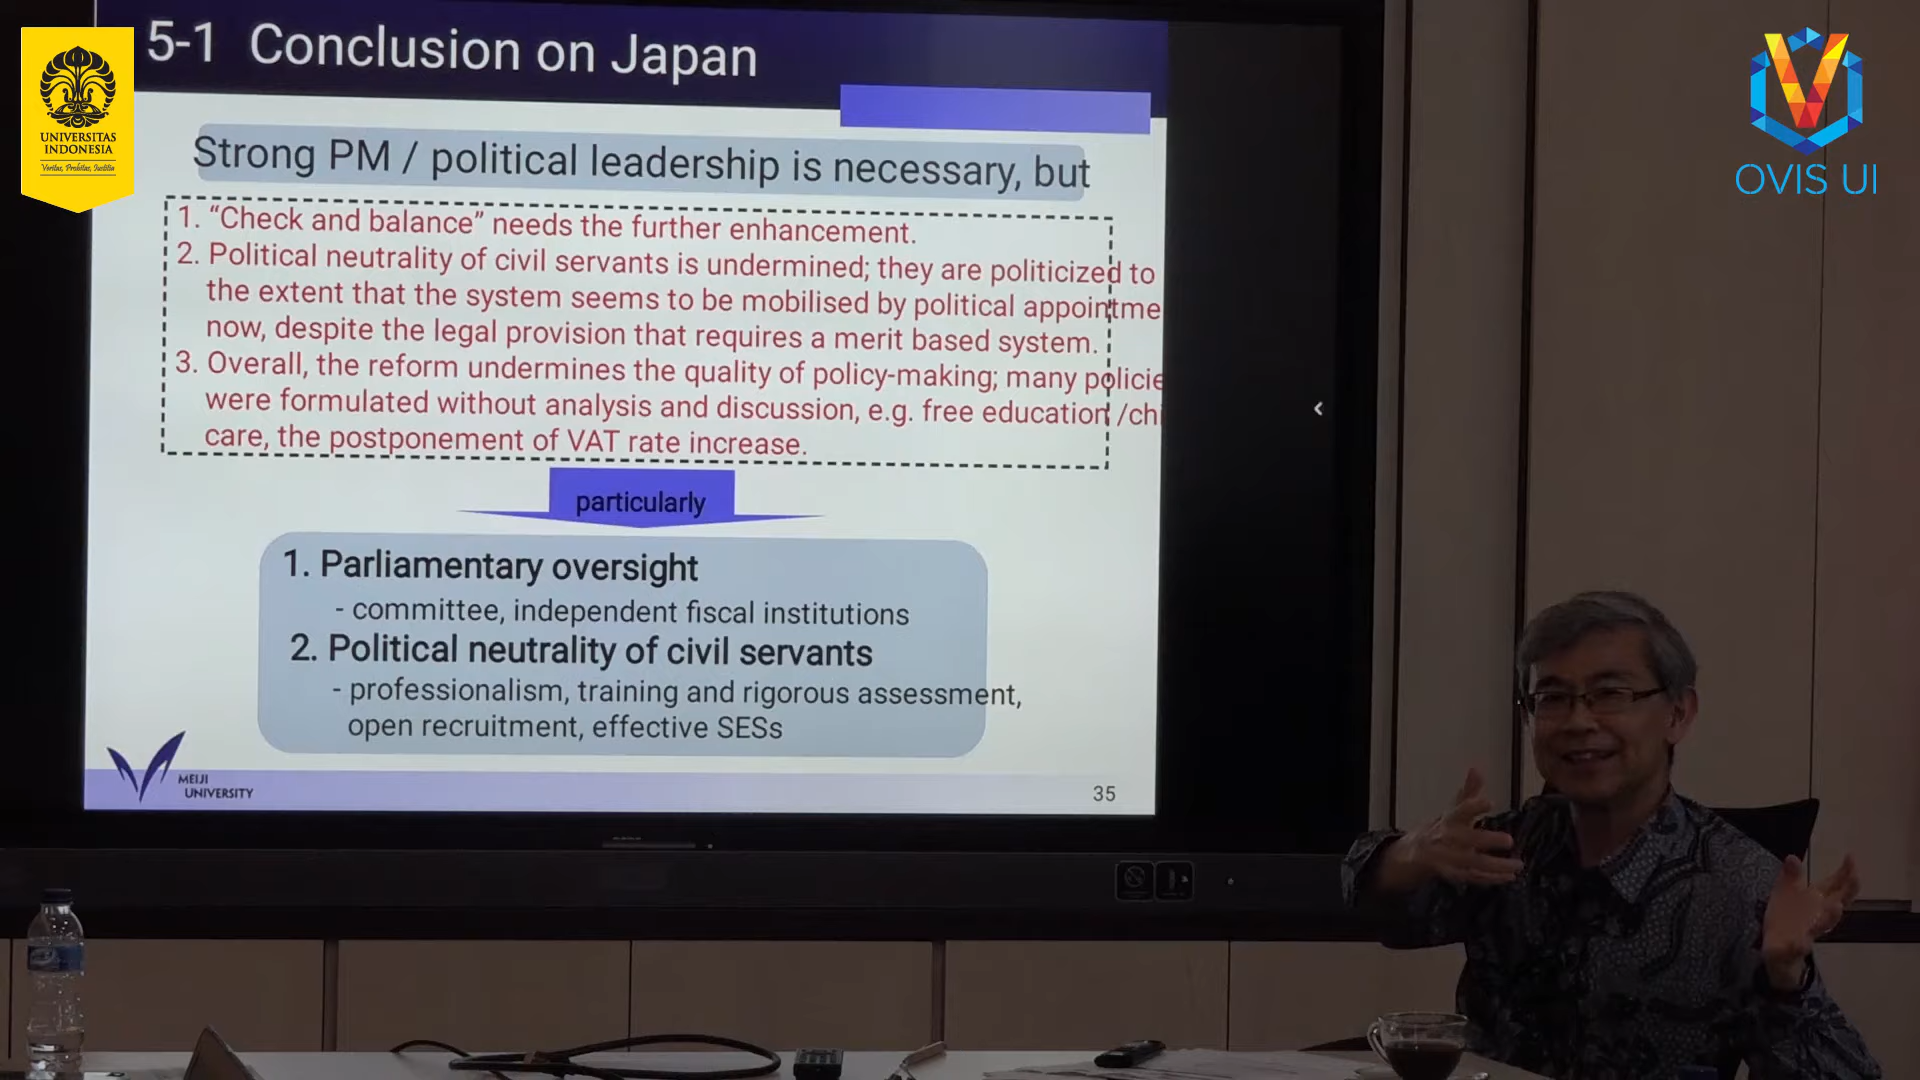 5-1 Conclusion on Japan
UNIVERSITAS
INDONESIA
Veritas, Probitas, Iustitia
OVIS UI
Strong PM / political leadership is necessary, but
1. “Check and balance” needs the further enhancement.
2. Political neutrality of civil servants is undermined; they are politicized to
the extent that the system seems to be mobilised by political appointme
now, despite the legal provision that requires a merit based system.
3. Overall, the reform undermines the quality of policy-making; many policie
were formulated without analysis and discussion, e.g. free education /chi
care, the postponement of VAT rate increase.
particularly
1. Parliamentary oversight
- committee, independent fiscal institutions
2. Political neutrality of civil servants
- professionalism, training and rigorous assessment,
open recruitment, effective SESs
MEIJI
UNIVERSITY
35